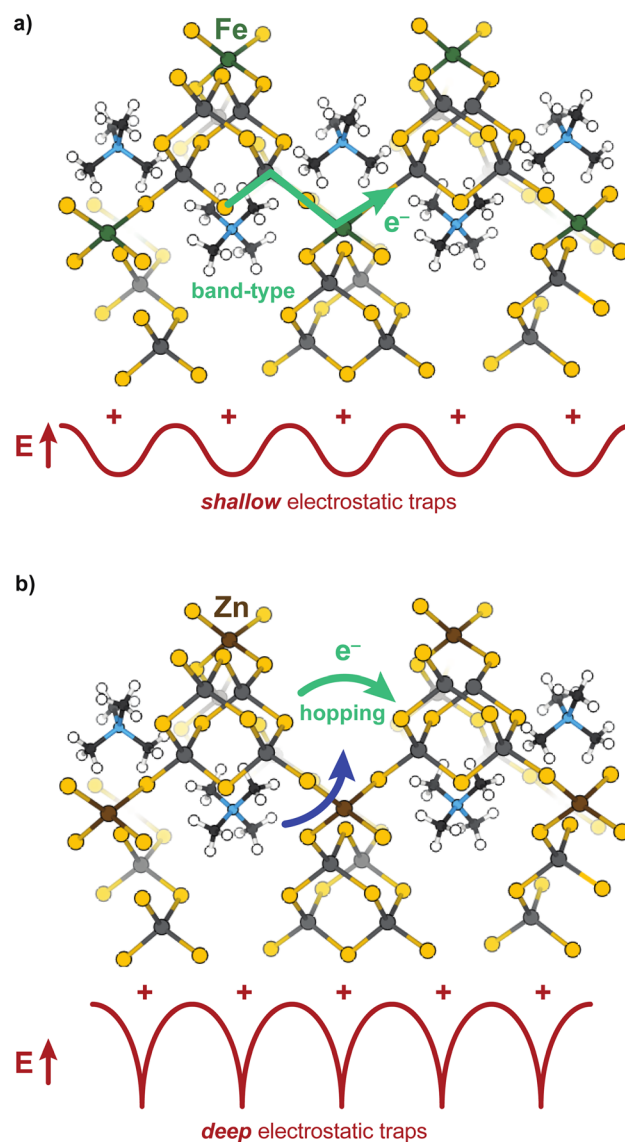 a)
Fe
e⁻
band-type
+ + + + +
E
shallow electrostatic traps
b)
Zn
e⁻
hopping
+ + + + +
E
deep electrostatic traps